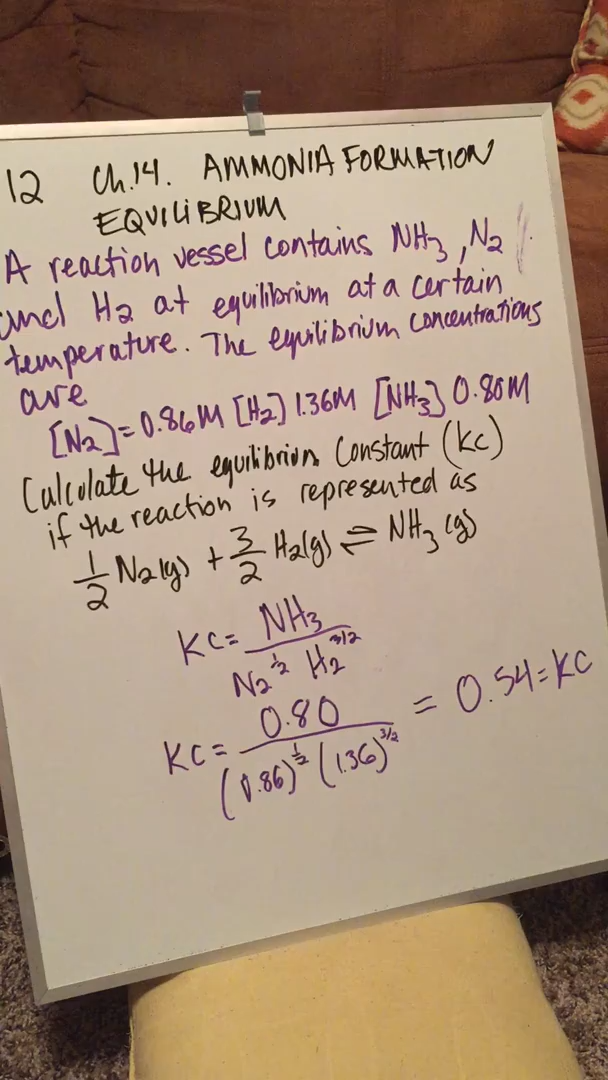 12 Ch.14. AMMONIA FORMATION
EQUILIBRIUM
A reaction vessel contains NH3, N2
and H2 at equilibrium at a certain
temperature. The equilibrium concentrations
are
[N2]=0.86M [H2] 1.36M [NH3] 0.80M
Calculate the equilibrium Constant (Kc)
if the reaction is represented as
1/2 N2(g) + 3/2 H2(g) ⇌ NH3(g)
Kc= NH3 / N2^1/2 H2^3/2
Kc= 0.80 / (0.86)^1/2 (1.36)^3/2 = 0.54=KC